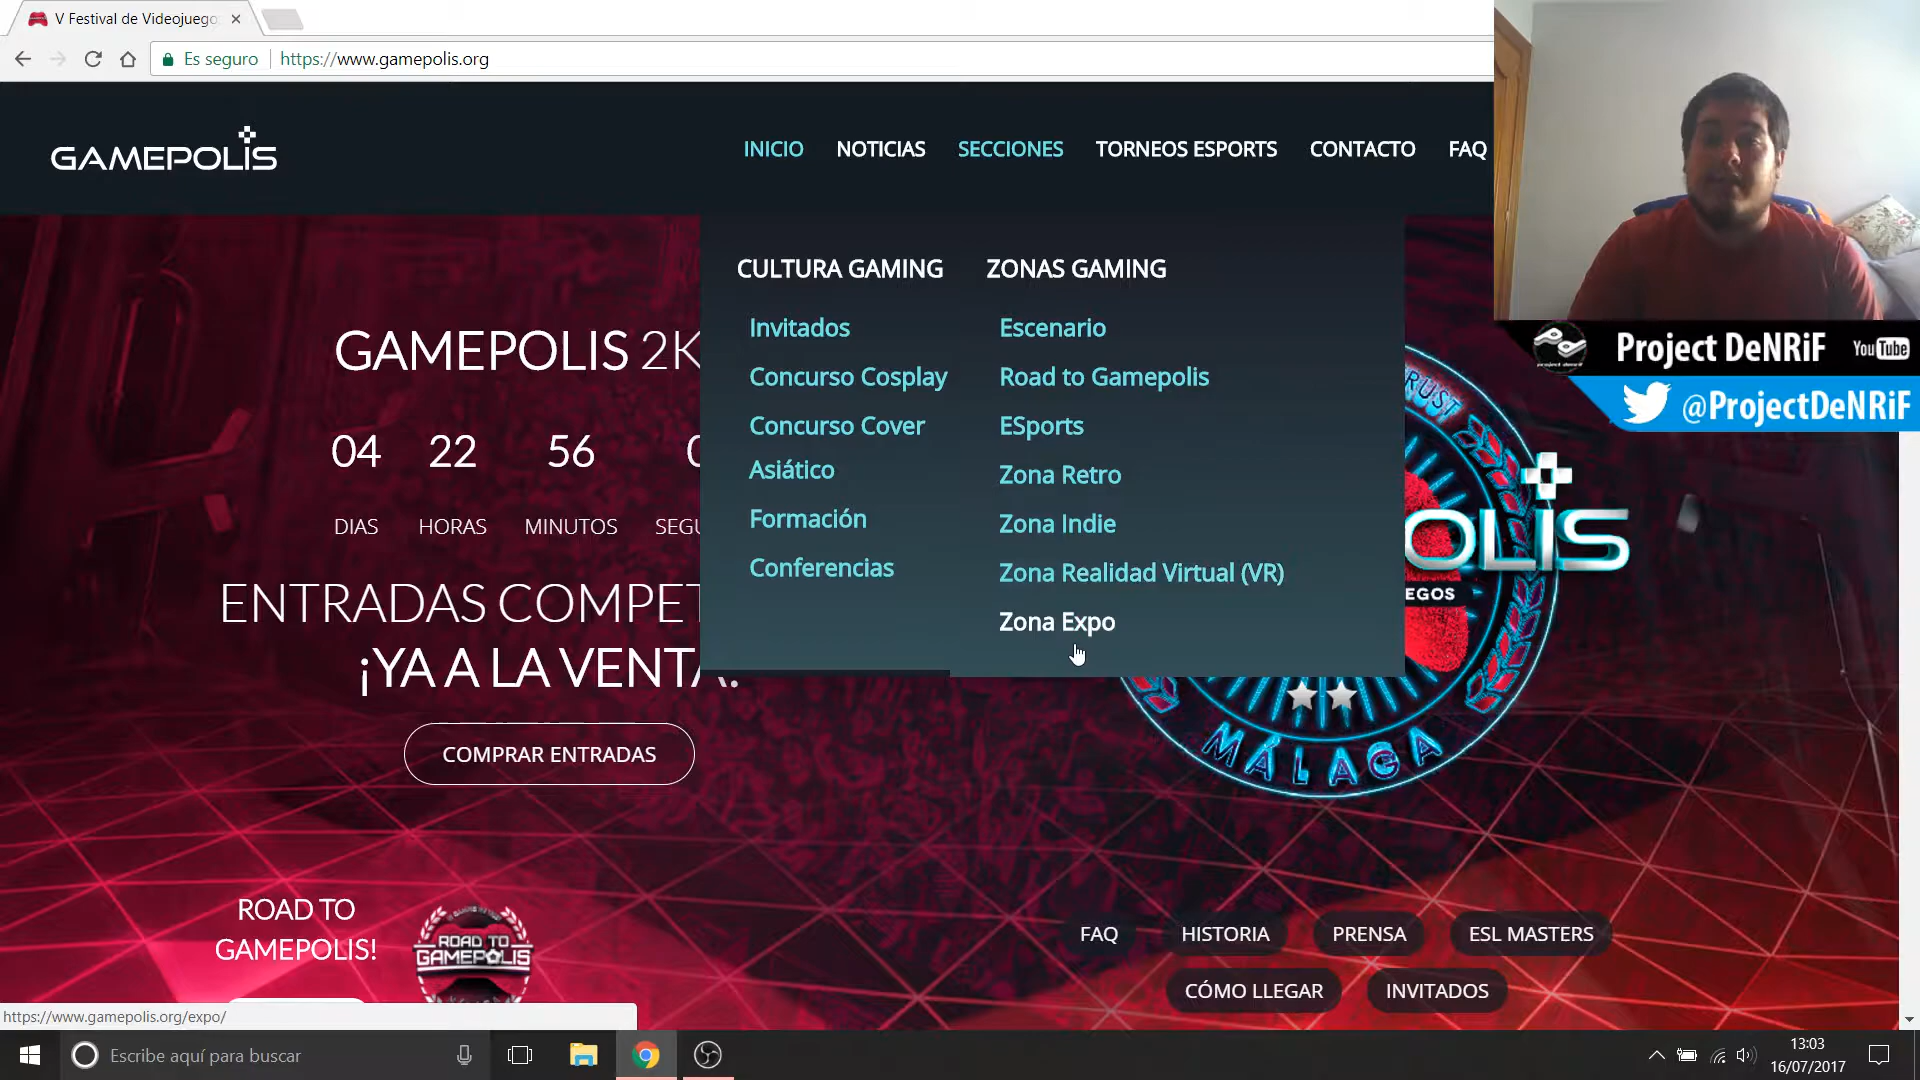 V Festival de Videojuego
Es seguro
https://www.gamepolis.org
GAMEPOLIS
INICIO
NOTICIAS
SECCIONES
TORNEOS ESPORTS
CONTACTO
FAQ
CULTURA GAMING
Invitados
Concurso Cosplay
Concurso Cover
Asiático
Formación
Conferencias
ZONAS GAMING
Escenario
Road to Gamepolis
ESports
Zona Retro
Zona Indie
Zona Realidad Virtual (VR)
Zona Expo
Project DeNRiF
YouTube
@ProjectDeNRiF
GAMEPOLIS 2K
04 22 56
DIAS HORAS MINUTOS SEGU
ENTRADAS COMPET
¡YA A LA VENTA!
COMPRAR ENTRADAS
RUST
OLIS
EGOS
MÁLAGA
ROAD TO
GAMEPOLIS!
ROAD TO
GAMEPOLIS
FAQ
HISTORIA
PRENSA
ESL MASTERS
CÓMO LLEGAR
INVITADOS
https://www.gamepolis.org/expo/
Escribe aquí para buscar
13:03
16/07/2017